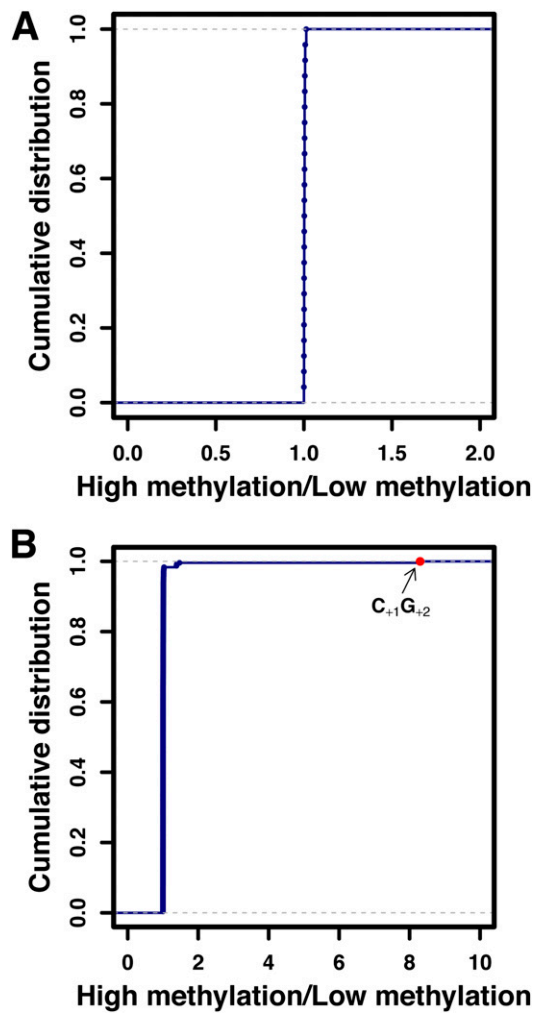 A
Cumulative distribution
1.0
0.8
0.6
0.4
0.2
0.0
0.0 0.5 1.0 1.5 2.0
High methylation/Low methylation
B
Cumulative distribution
1.0
0.8
0.6
0.4
0.2
0.0
C+1G+2
0 2 4 6 8 10
High methylation/Low methylation